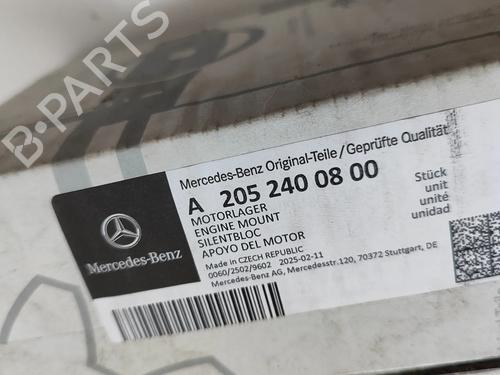 B-PARTS
Mercedes-Benz Original-Teile/Geprüfte Qualität
A 205 240 08 00
MOTORLAGER
ENGINE MOUNT
SILENTBLOC
APOYO DEL MOTOR
Made in CZECH REPUBLIC
0060/2502/9602 2025-02-11
Mercedes-Benz AG, Mercedesstr.120, 70372 Stuttgart, DE
Stück
unit
unité
unidad
Mercedes-Benz